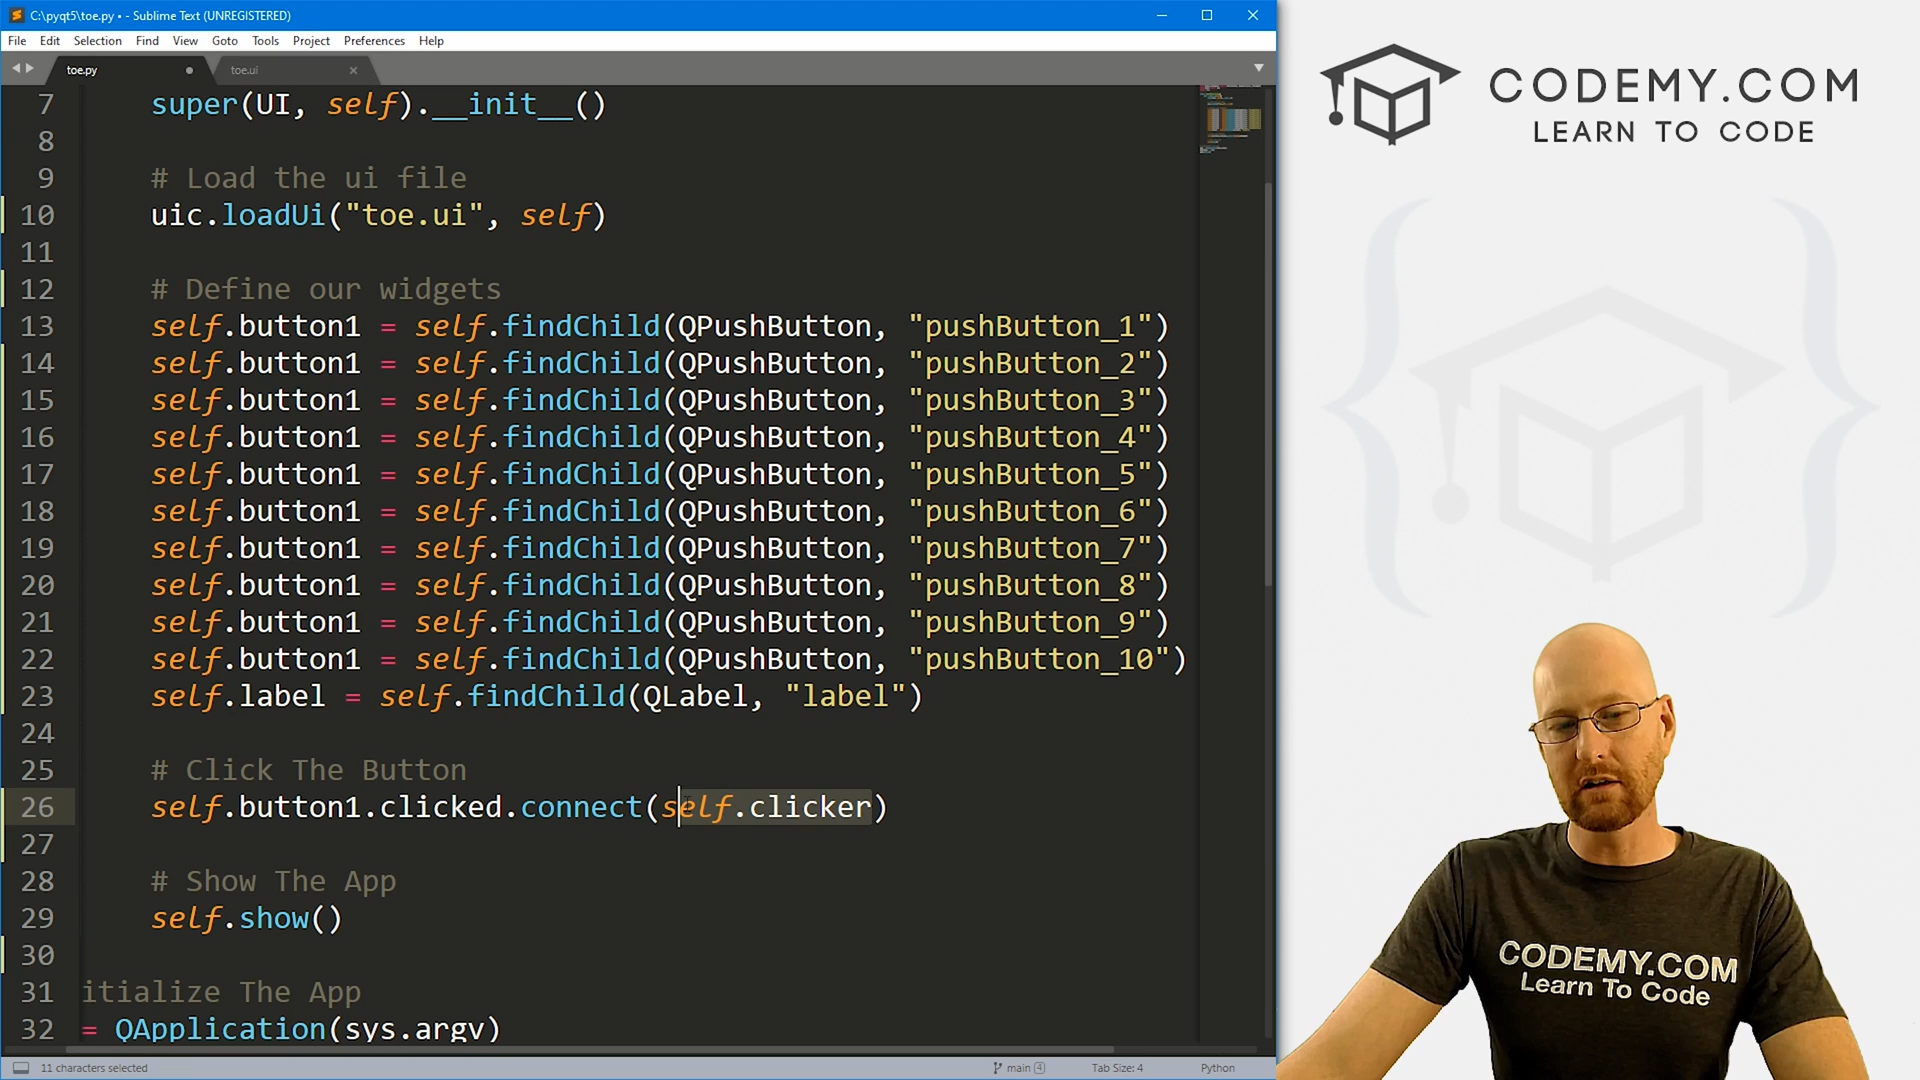 C:\pyqt5\toe.py • - Sublime Text (UNREGISTERED)
File Edit Selection Find View Goto Tools Project Preferences Help
toe.py toe.ui
7 super(UI, self).__init__()
8
9 # Load the ui file
10 uic.loadUi("toe.ui", self)
11
12 # Define our widgets
13 self.button1 = self.findChild(QPushButton, "pushButton_1")
14 self.button1 = self.findChild(QPushButton, "pushButton_2")
15 self.button1 = self.findChild(QPushButton, "pushButton_3")
16 self.button1 = self.findChild(QPushButton, "pushButton_4")
17 self.button1 = self.findChild(QPushButton, "pushButton_5")
18 self.button1 = self.findChild(QPushButton, "pushButton_6")
19 self.button1 = self.findChild(QPushButton, "pushButton_7")
20 self.button1 = self.findChild(QPushButton, "pushButton_8")
21 self.button1 = self.findChild(QPushButton, "pushButton_9")
22 self.button1 = self.findChild(QPushButton, "pushButton_10")
23 self.label = self.findChild(QLabel, "label")
24
25 # Click The Button
26 self.button1.clicked.connect(self.clicker)
27
28 # Show The App
29 self.show()
30
31 itialize The App
32 = QApplication(sys.argv)
11 characters selected main 4 Tab Size: 4 Python
CODEMY.COM
LEARN TO CODE
CODEMY.COM
Learn To Code